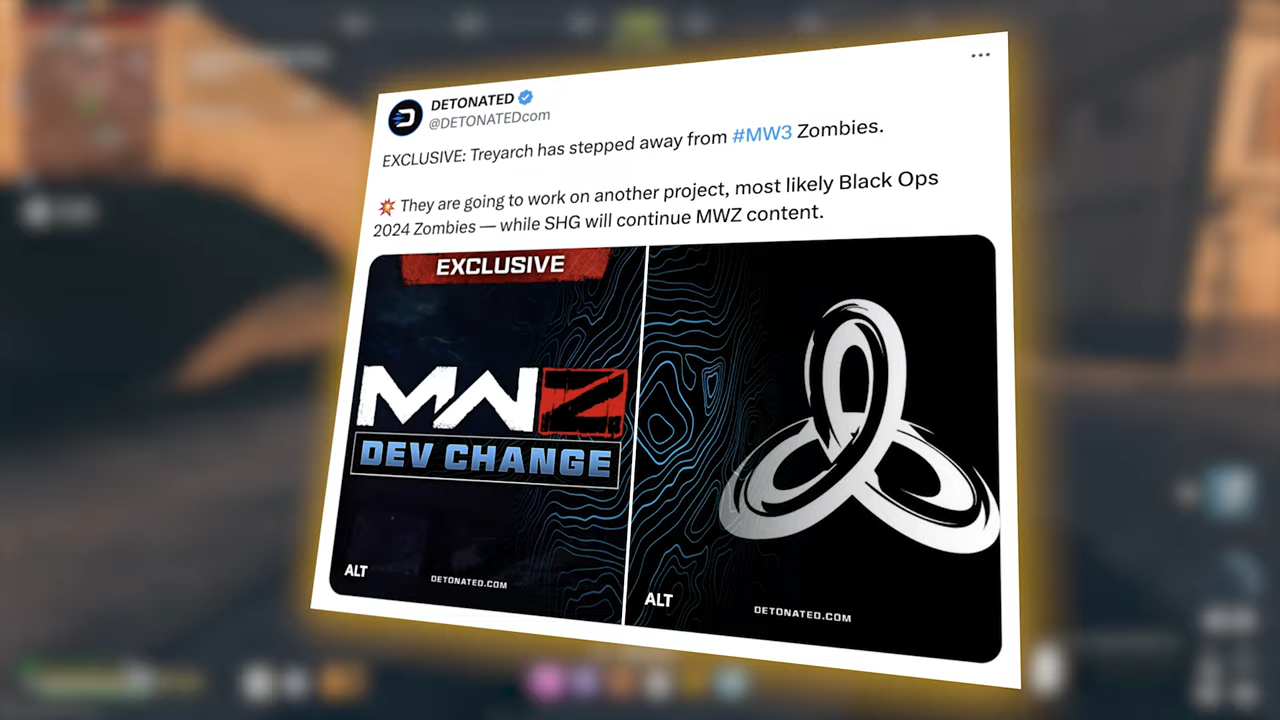 DETONATED
@DETONATEDcom
EXCLUSIVE: Treyarch has stepped away from #MW3 Zombies.
💥 They are going to work on another project, most likely Black Ops
2024 Zombies — while SHG will continue MWZ content.
EXCLUSIVE
MWZ
DEV CHANGE
ALT
DETONATED.COM
ALT
DETONATED.COM